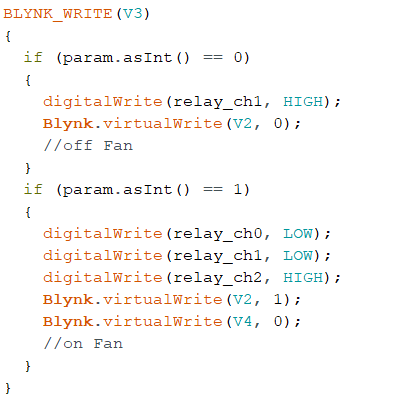 BLYNK_WRITE(V3)
{
  if (param.asInt() == 0)
  {
    digitalWrite(relay_ch1, HIGH);
    Blynk.virtualWrite(V2, 0);
    //off Fan
  }
  if (param.asInt() == 1)
  {
    digitalWrite(relay_ch0, LOW);
    digitalWrite(relay_ch1, LOW);
    digitalWrite(relay_ch2, HIGH);
    Blynk.virtualWrite(V2, 1);
    Blynk.virtualWrite(V4, 0);
    //on Fan
  }
}